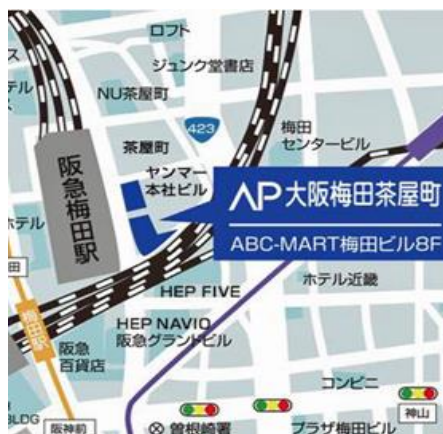 ロフト
ジュンク堂書店
NU茶屋町
423
茶屋町
梅田
センタービル
ヤンマー
本社ビル
阪急梅田駅
AP大阪梅田茶屋町
ABC-MART梅田ビル8F
ホテル
ホテル近畿
HEP FIVE
HEP NAVIO
阪急グランドビル
梅田駅
阪急
百貨店
コンビニ
神山
BLDG
阪神前
曽根崎署
プラザ梅田ビル